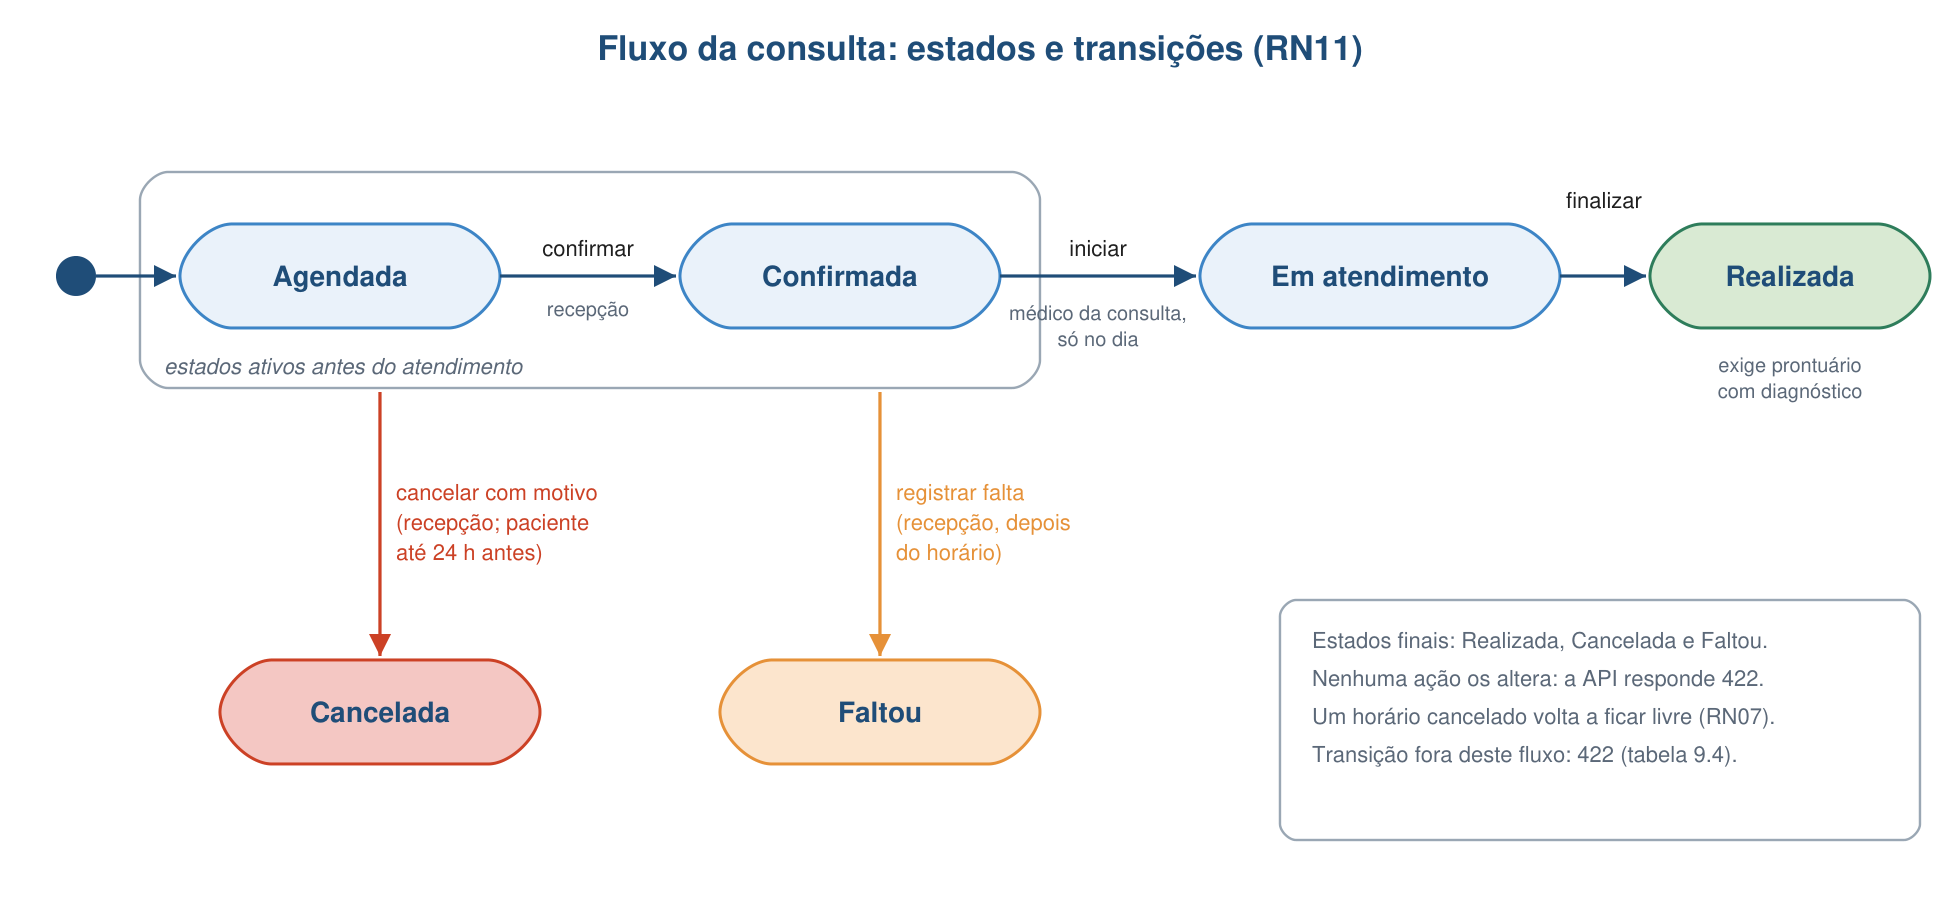 Fluxo da consulta: estados e transições (RN11)
Agendada
confirmar
recepção
Confirmada
iniciar
médico da consulta,
só no dia
Em atendimento
finalizar
Realizada
exige prontuário
com diagnóstico
estados ativos antes do atendimento
cancelar com motivo
(recepção; paciente
até 24 h antes)
registrar falta
(recepção, depois
do horário)
Cancelada
Faltou
Estados finais: Realizada, Cancelada e Faltou.
Nenhuma ação os altera: a API responde 422.
Um horário cancelado volta a ficar livre (RN07).
Transição fora deste fluxo: 422 (tabela 9.4).